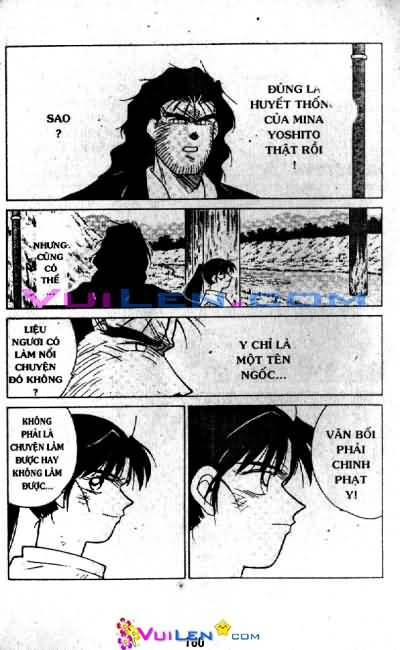 SAO
?
ĐÚNG LÀ
HUYẾT THỐNG
CỦA MINA
YOSHITO
THẬT RỒI
!
NHƯNG
CŨNG
CÓ
THỂ
...
VUILEN.COM
LIỆU
NGƯƠI CÓ
LÀM NỔI
CHUYỆN
ĐÓ KHÔNG
?
Y CHỈ LÀ
MỘT TÊN
NGỐC...
KHÔNG
PHẢI LÀ
CHUYỆN LÀM
ĐƯỢC HAY
KHÔNG LÀM
ĐƯỢC...
VÃN BỐI
PHẢI
CHINH
PHẠT
Y!
VUILEN.COM
160